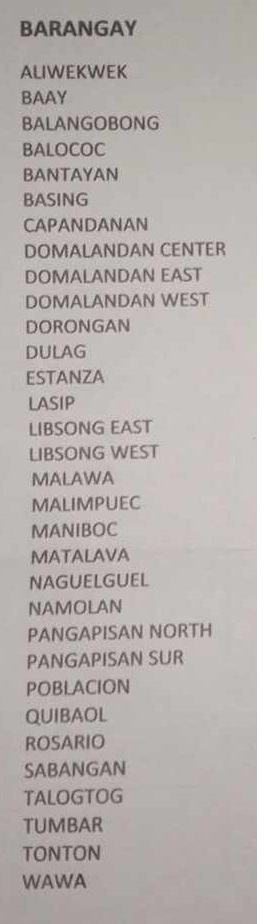 BARANGAY
ALIWEKWEK
BAAY
BALANGOBONG
BALOCOC
BANTAYAN
BASING
CAPANDANAN
DOMALANDAN CENTER
DOMALANDAN EAST
DOMALANDAN WEST
DORONGAN
DULAG
ESTANZA
LASIP
LIBSONG EAST
LIBSONG WEST
MALAWA
MALIMPUEC
MANIBOC
MATALAVA
NAGUELGUEL
NAMOLAN
PANGAPISAN NORTH
PANGAPISAN SUR
POBLACION
QUIBAOL
ROSARIO
SABANGAN
TALOGTOG
TUMBAR
TONTON
WAWA